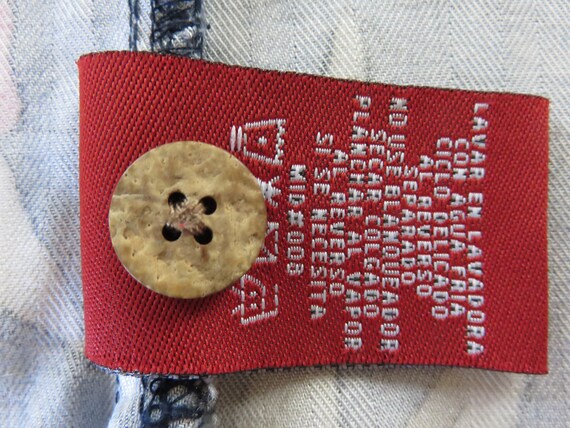 LAVAR EN LAVADORA
CON AGUA FRIA
CICLO DELICADO
AL REVERSO
SEPARADO
NO USE BLANQUEADOR
SECAR COLGADO
PLANCHAR AL VAPOR
AL REVERSO
SI SE NECESITA
MID#008